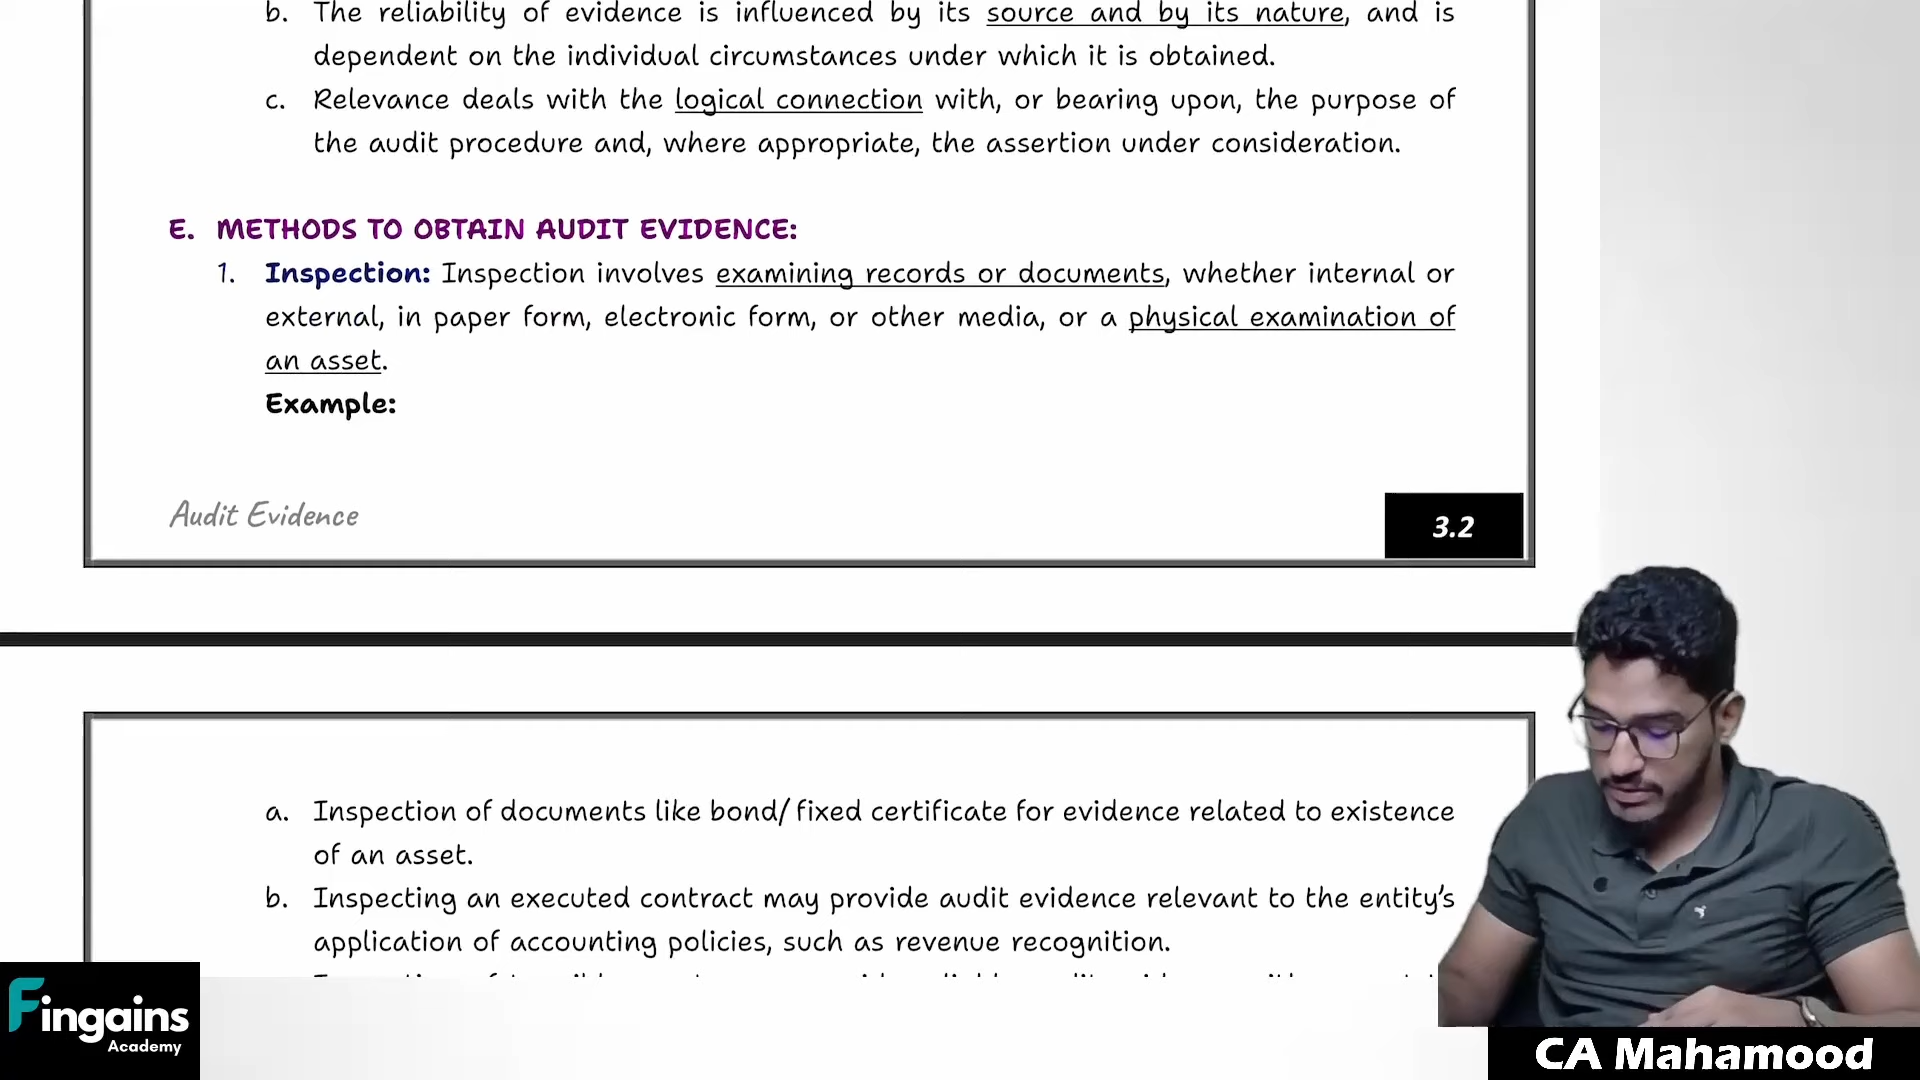 b. The reliability of evidence is influenced by its source and by its nature, and is
dependent on the individual circumstances under which it is obtained.
c. Relevance deals with the logical connection with, or bearing upon, the purpose of
the audit procedure and, where appropriate, the assertion under consideration.
E. METHODS TO OBTAIN AUDIT EVIDENCE:
1. Inspection: Inspection involves examining records or documents, whether internal or
external, in paper form, electronic form, or other media, or a physical examination of
an asset.
Example:
Audit Evidence
3.2
a. Inspection of documents like bond/ fixed certificate for evidence related to existence
of an asset.
b. Inspecting an executed contract may provide audit evidence relevant to the entity’s
application of accounting policies, such as revenue recognition.
Fingains
Academy
CA Mahamood